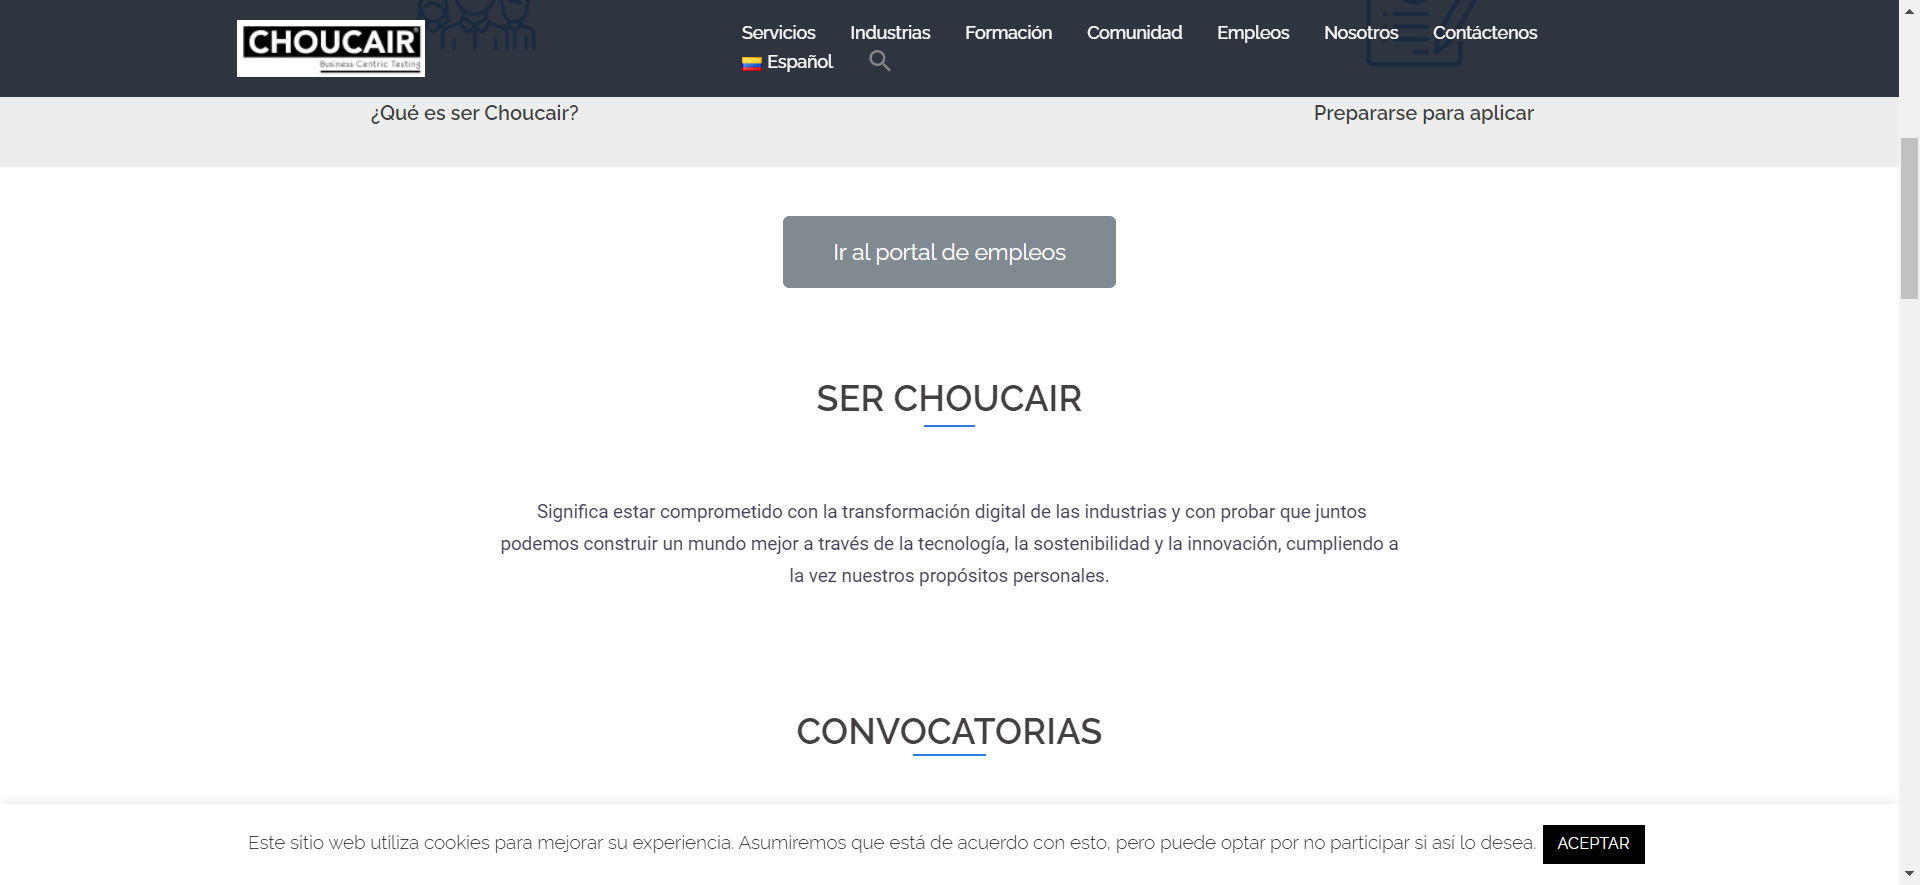 CHOUCAIR
Business Centric Testing
Servicios Industrias Formación Comunidad Empleos Nosotros Contáctenos
Español
¿Qué es ser Choucair? Prepararse para aplicar
Ir al portal de empleos
SER CHOUCAIR
Significa estar comprometido con la transformación digital de las industrias y con probar que juntos
podemos construir un mundo mejor a través de la tecnología, la sostenibilidad y la innovación, cumpliendo a
la vez nuestros propósitos personales.
CONVOCATORIAS
Este sitio web utiliza cookies para mejorar su experiencia. Asumiremos que está de acuerdo con esto, pero puede optar por no participar si así lo desea. ACEPTAR